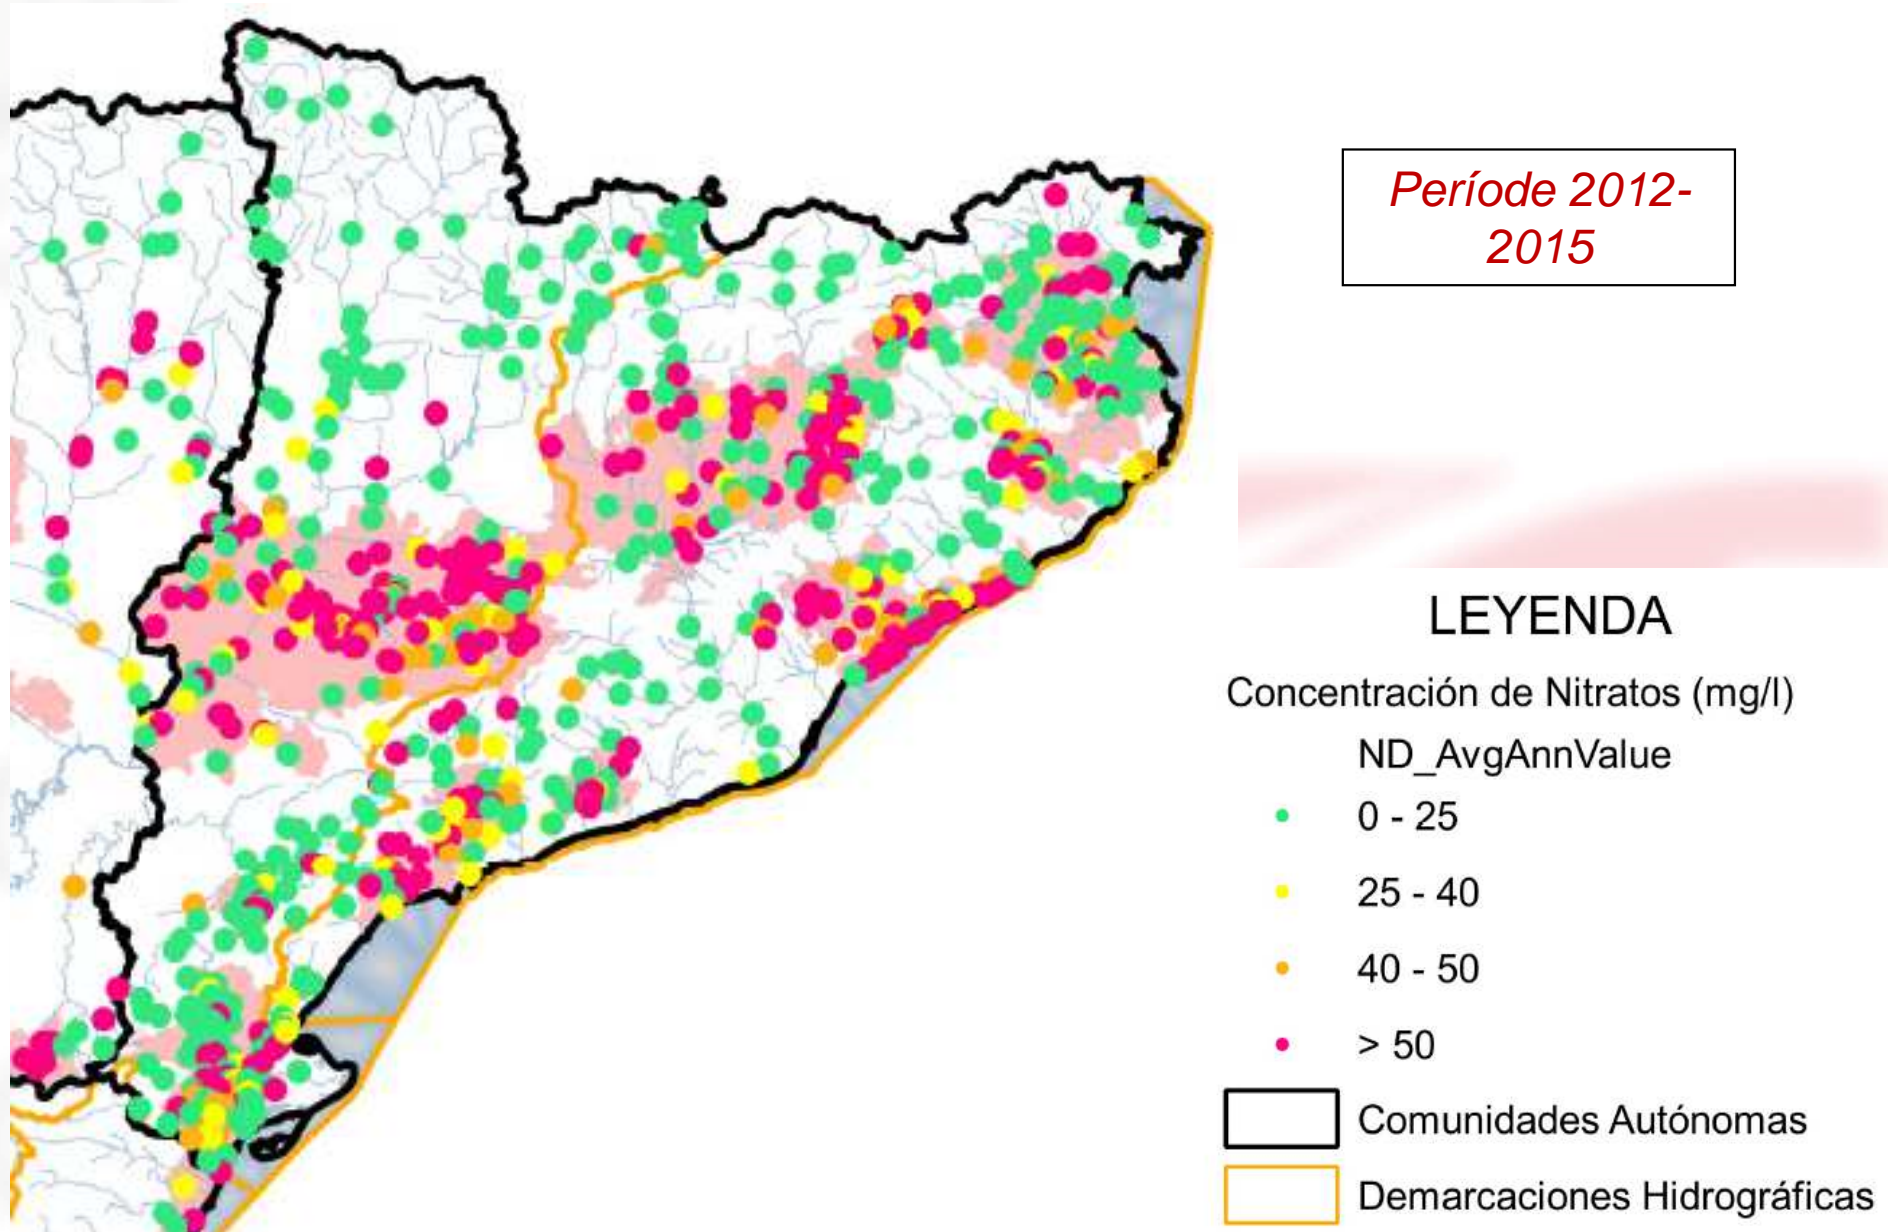 Període 2012-
2015
LEYENDA
Concentración de Nitratos (mg/l)
ND_AvgAnnValue
0 - 25
25 - 40
40 - 50
> 50
Comunidades Autónomas
Demarcaciones Hidrográficas